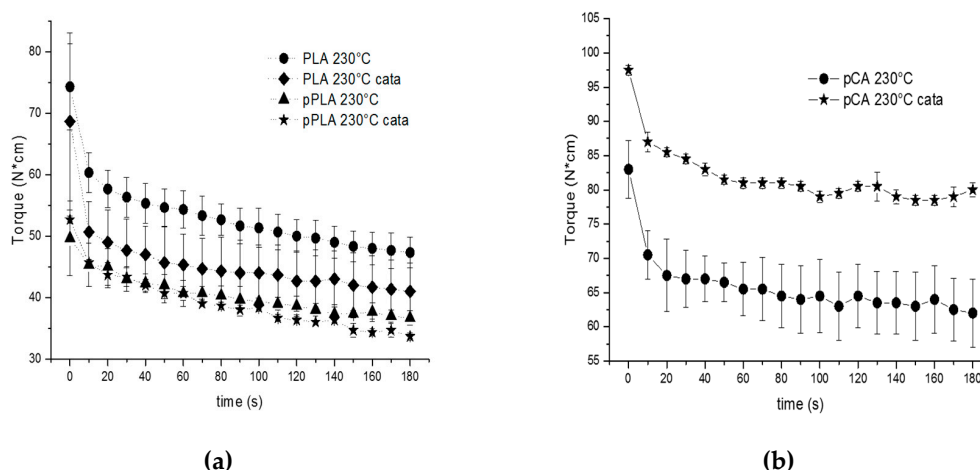 PLA 230°C
PLA 230°C cata
pPLA 230°C
pPLA 230°C cata
Torque (N*cm)
80
70
60
50
40
30
0 20 40 60 80 100 120 140 160 180
time (s)
(a)
pCA 230°C
pCA 230°C cata
Torque (N*cm)
105
100
95
90
85
80
75
70
65
60
55
0 20 40 60 80 100 120 140 160 180
time (s)
(b)